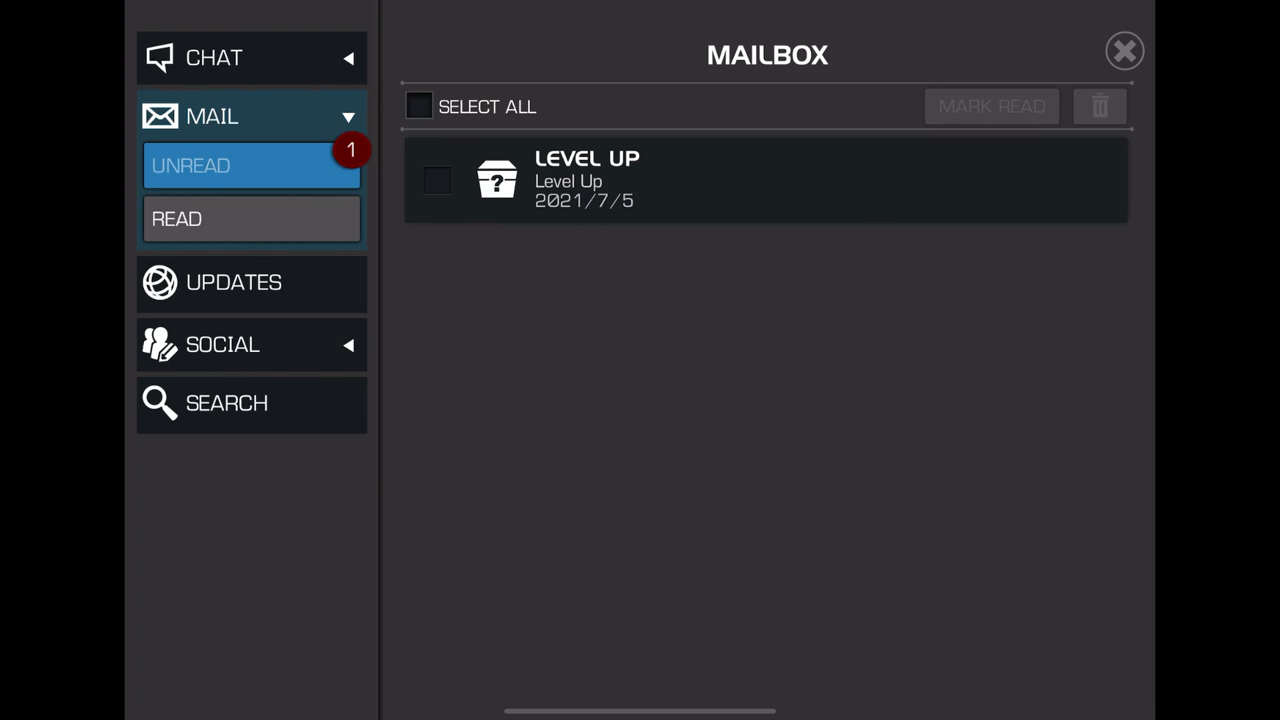 CHAT
MAIL
1
UNREAD
READ
UPDATES
SOCIAL
SEARCH
MAILBOX
SELECT ALL
MARK READ
?
LEVEL UP
Level Up
2021/7/5